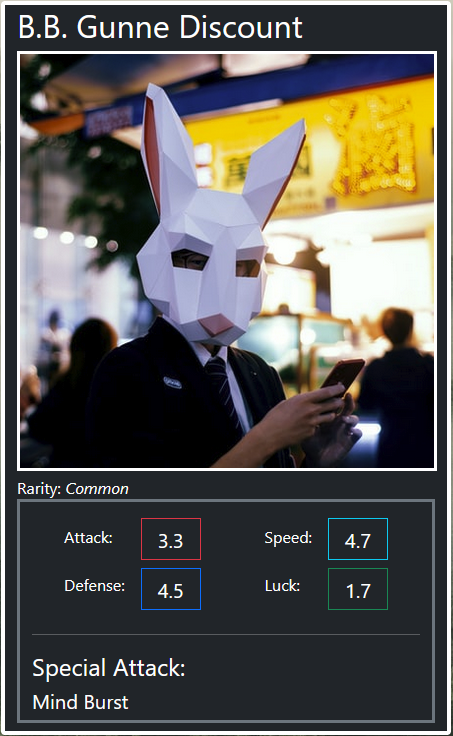 B.B. Gunne Discount
Rarity: Common
Attack: 3.3 Speed: 4.7
Defense: 4.5 Luck: 1.7
Special Attack:
Mind Burst